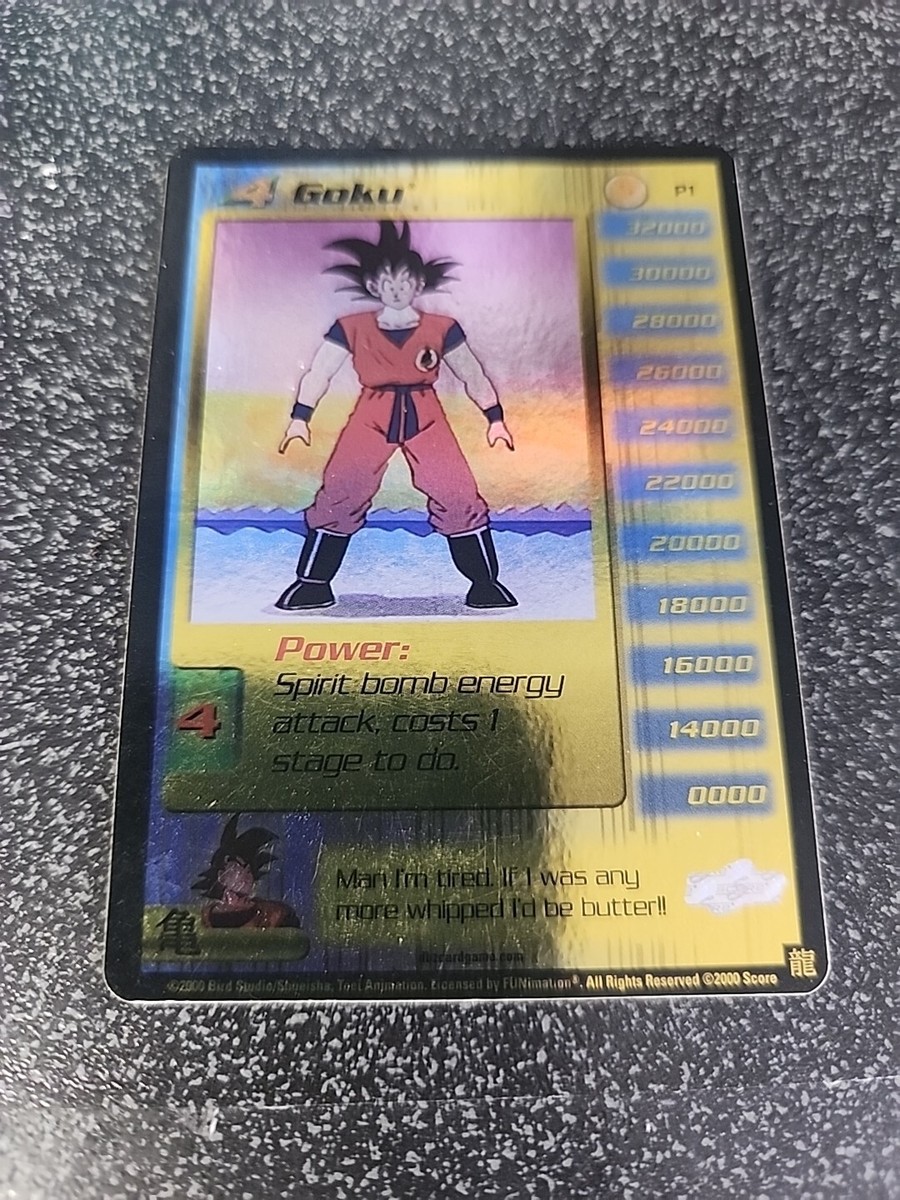 4 Goku
P1
32000
30000
28000
26000
24000
22000
20000
18000
16000
14000
0000
Power:
Spirit bomb energy
attack, costs 1
stage to do.
4
Man I'm tired. If I was any
more whipped I'd be butter!!
亀
龍
dbzcardgame.com
©2000 Bird Studio/Shueisha, Toei Animation. Licensed by FUNimation®. All Rights Reserved ©2000 Score